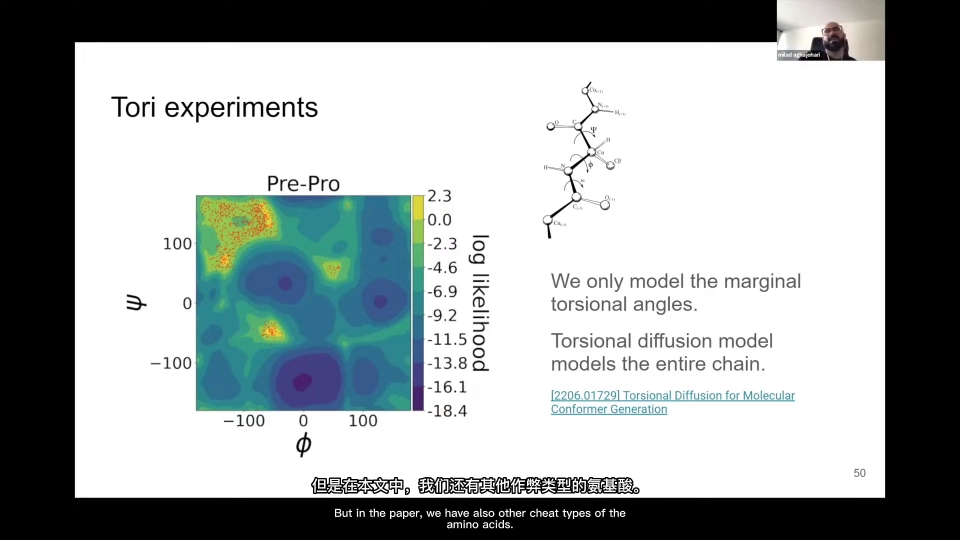 milad aghajohari
Tori experiments
Pre-Pro
2.3
0.0
-2.3
-4.6
-6.9
-9.2
-11.5
-13.8
-16.1
-18.4
log likelihood
100
0
−100
ψ
−100
0
100
ϕ
We only model the marginal
torsional angles.
Torsional diffusion model
models the entire chain.
[2206.01729] Torsional Diffusion for Molecular
Conformer Generation
50
但是在本文中，我们还有其他作弊类型的氨基酸。
But in the paper, we have also other cheat types of the
amino acids.